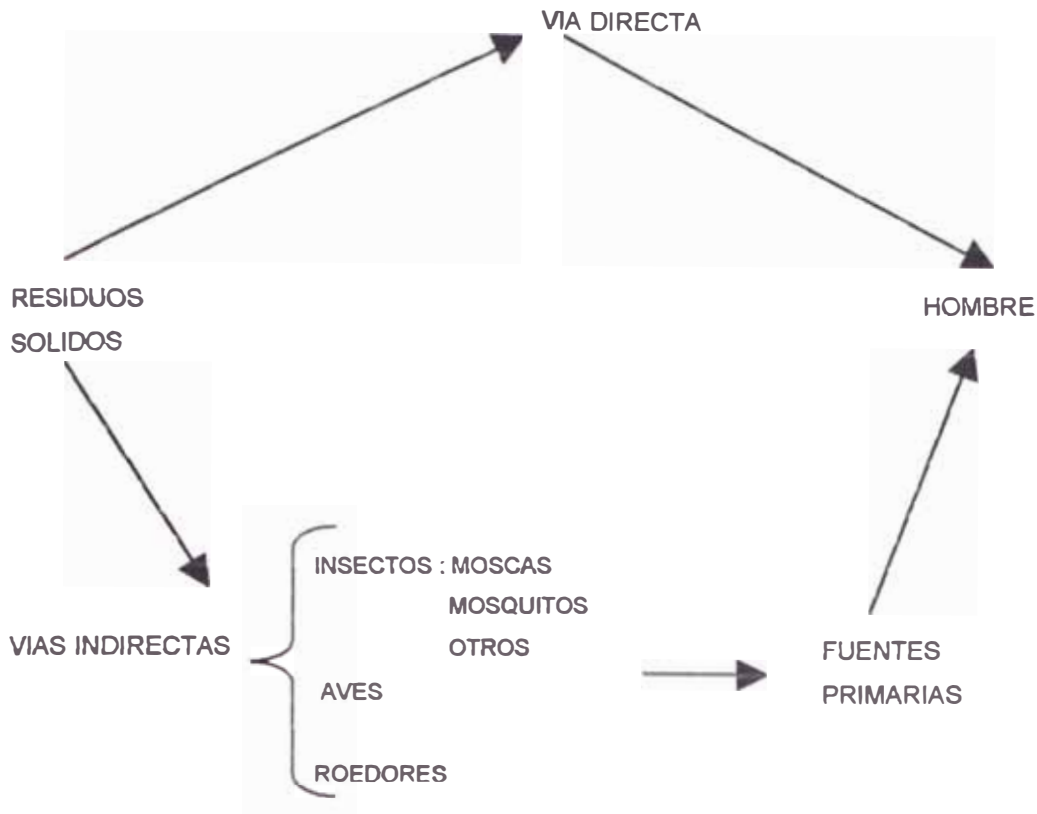 VIA DIRECTA
RESIDUOS
SOLIDOS
HOMBRE
VIAS INDIRECTAS
INSECTOS : MOSCAS
MOSQUITOS
OTROS
AVES
ROEDORES
FUENTES
PRIMARIAS